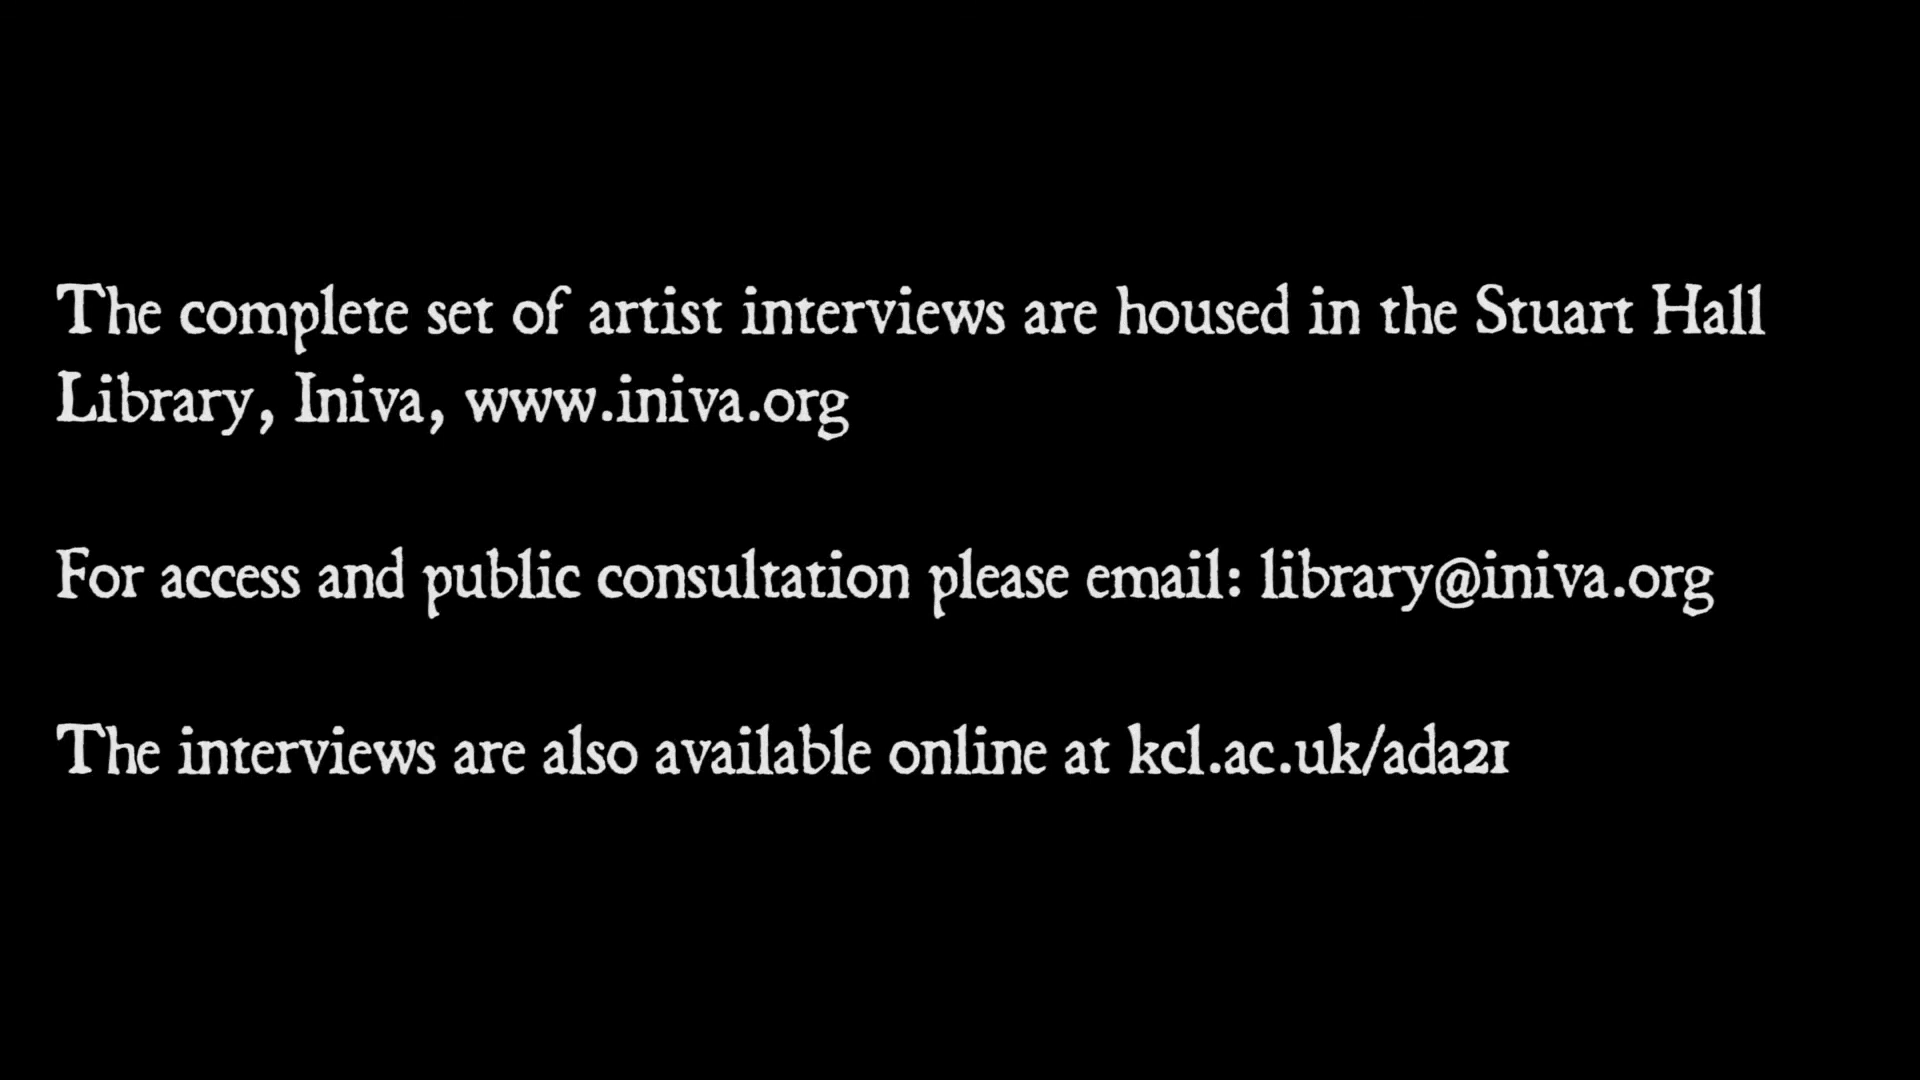 The complete set of artist interviews are housed in the Stuart Hall
Library, Iniva, www.iniva.org
For access and public consultation please email: library@iniva.org
The interviews are also available online at kcl.ac.uk/ada21